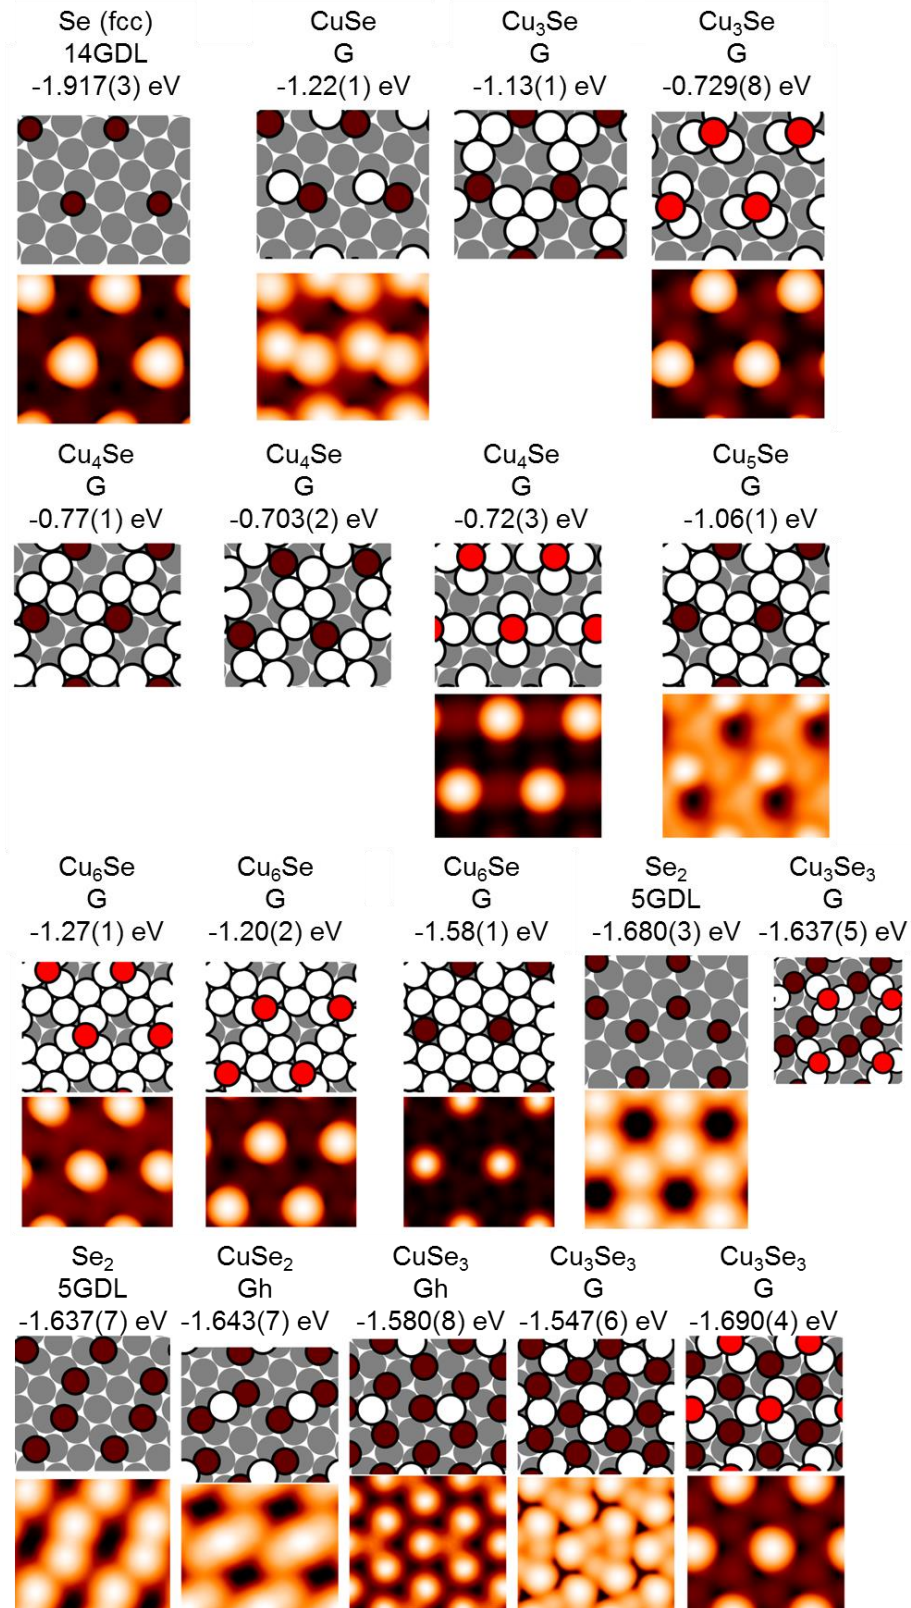 Se (fcc)
14GDL
-1.917(3) eV
CuSe
G
-1.22(1) eV
Cu₃Se
G
-1.13(1) eV
Cu₃Se
G
-0.729(8) eV
Cu₄Se
G
-0.77(1) eV
Cu₄Se
G
-0.703(2) eV
Cu₄Se
G
-0.72(3) eV
Cu₅Se
G
-1.06(1) eV
Cu₆Se
G
-1.27(1) eV
Cu₆Se
G
-1.20(2) eV
Cu₆Se
G
-1.58(1) eV
Se₂
5GDL
-1.680(3) eV
Cu₃Se₃
G
-1.637(5) eV
Se₂
5GDL
-1.637(7) eV
CuSe₂
Gh
-1.643(7) eV
CuSe₃
Gh
-1.580(8) eV
Cu₃Se₃
G
-1.547(6) eV
Cu₃Se₃
G
-1.690(4) eV